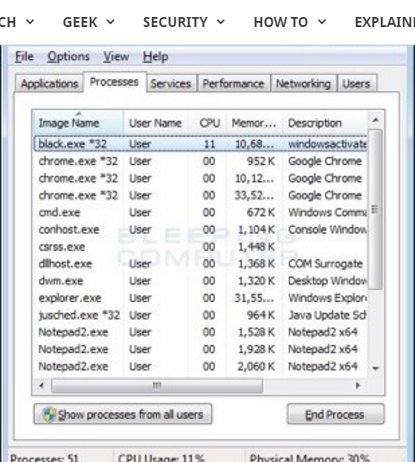 CH GEEK SECURITY HOW TO EXPLAIN
File Options View Help
Applications Processes Services Performance Networking Users
Image Name User Name CPU Memor... Description
black.exe *32 User 11 10,68... windowsactivate
chrome.exe *32 User 00 952 K Google Chrome
chrome.exe *32 User 00 10,12... Google Chrome
chrome.exe *32 User 00 33,52... Google Chrome
cmd.exe User 00 672 K Windows Comma
conhost.exe User 00 1,104 K Console Window
csrss.exe 00 1,448 K
dllhost.exe User 00 1,368 K COM Surrogate
dwm.exe User 00 1,320 K Desktop Window
explorer.exe User 00 31,55... Windows Explor
jusched.exe *32 User 00 964 K Java Update Sch
Notepad2.exe User 00 1,528 K Notepad2 x64
Notepad2.exe User 00 1,928 K Notepad2 x64
Notepad2.exe User 00 2,060 K Notepad2 x64
BLEEPING
COMPUTER
Show processes from all users End Process
Processes: 51 CPU Usage: 11% Physical Memory: 30%